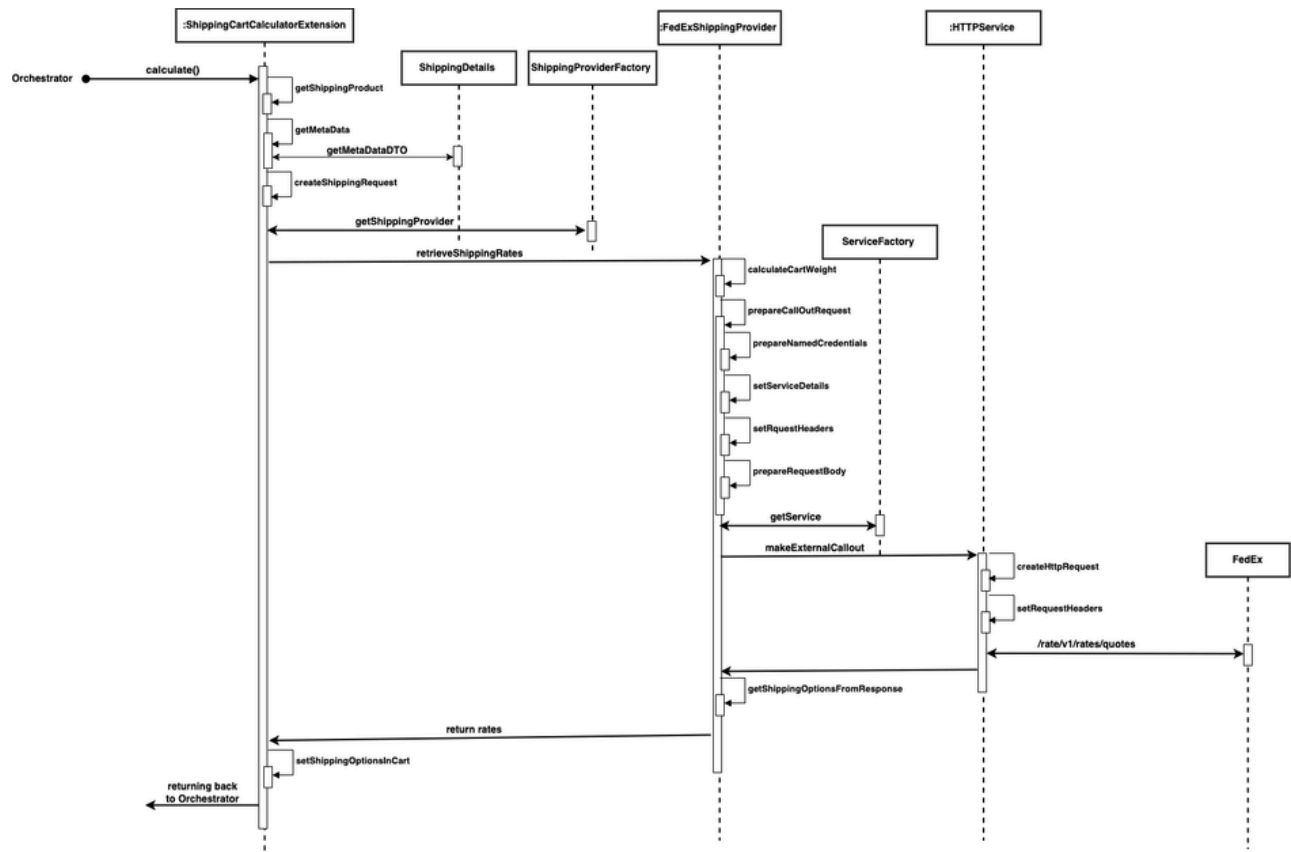 :ShippingCartCalculatorExtension
:FedExShippingProvider
:HTTPService
ShippingDetails
ShippingProviderFactory
Orchestrator
calculate()
getShippingProduct
getMetaData
getMetaDataDTO
createShippingRequest
getShippingProvider
ServiceFactory
retrieveShippingRates
calculateCartWeight
prepareCallOutRequest
prepareNamedCredentials
setServiceDetails
setRquestHeaders
prepareRequestBody
getService
makeExternalCallout
FedEx
createHttpRequest
setRequestHeaders
/rate/v1/rates/quotes
getShippingOptionsFromResponse
return rates
setShippingOptionsInCart
returning back
to Orchestrator